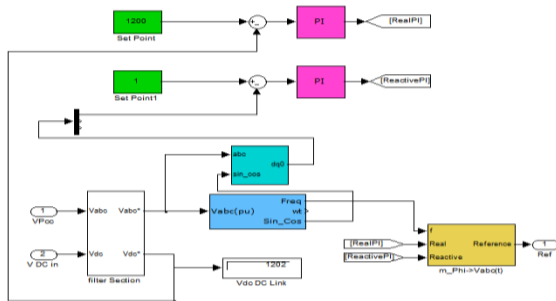 1200
Set Point
PI
[RealPI]
1
Set Point1
PI
[ReactivePI]
abc
sin_cos
dq0
1
VPcc
2
V DC in
Vabc
Vabc*
Vdc
Vdc*
filter Section
Vabc(pu)
Freq
wt
Sin_Cos
1202
Vdc DC Link
[RealPI]
[ReactivePI]
f
Real
Reactive
Reference
m_Phi->Vabc(t)
1
Ref